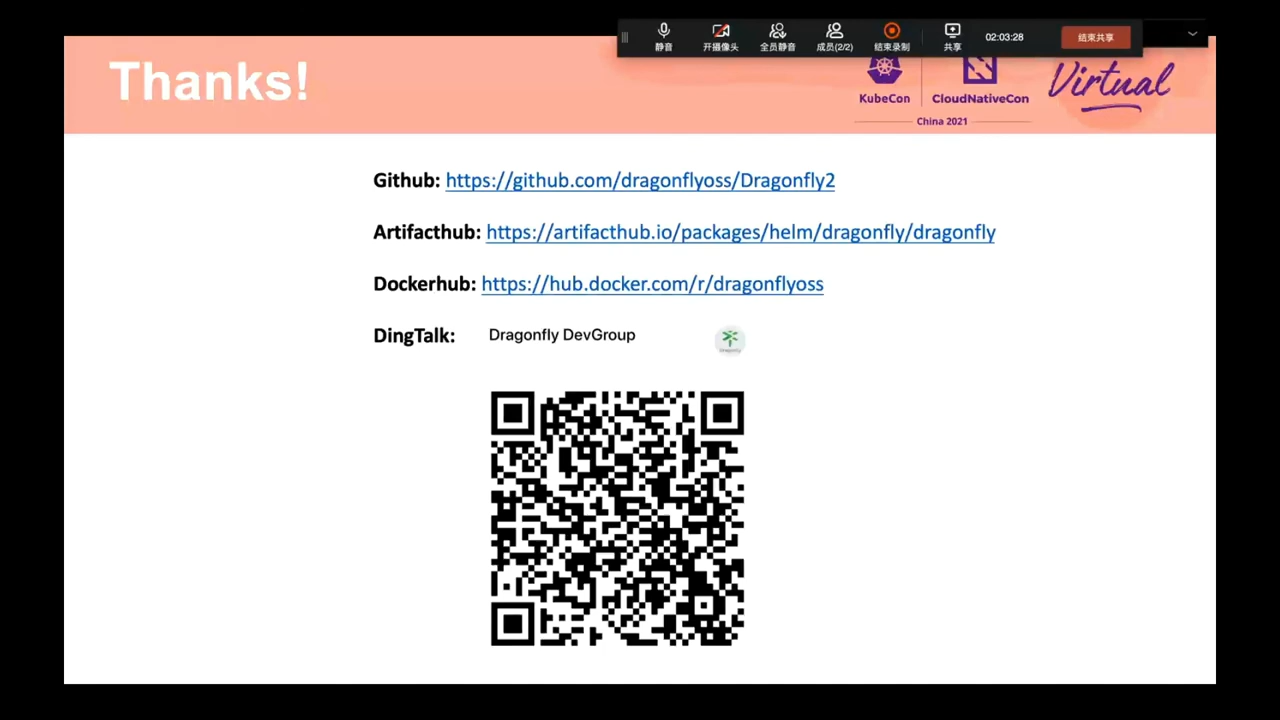 静音 开摄像头 全员静音 成员(2/2) 结束录制 共享 02:03:28 结束共享
Thanks!
KubeCon CloudNativeCon
China 2021
Virtual
Github: https://github.com/dragonflyoss/Dragonfly2
Artifacthub: https://artifacthub.io/packages/helm/dragonfly/dragonfly
Dockerhub: https://hub.docker.com/r/dragonflyoss
DingTalk: Dragonfly DevGroup